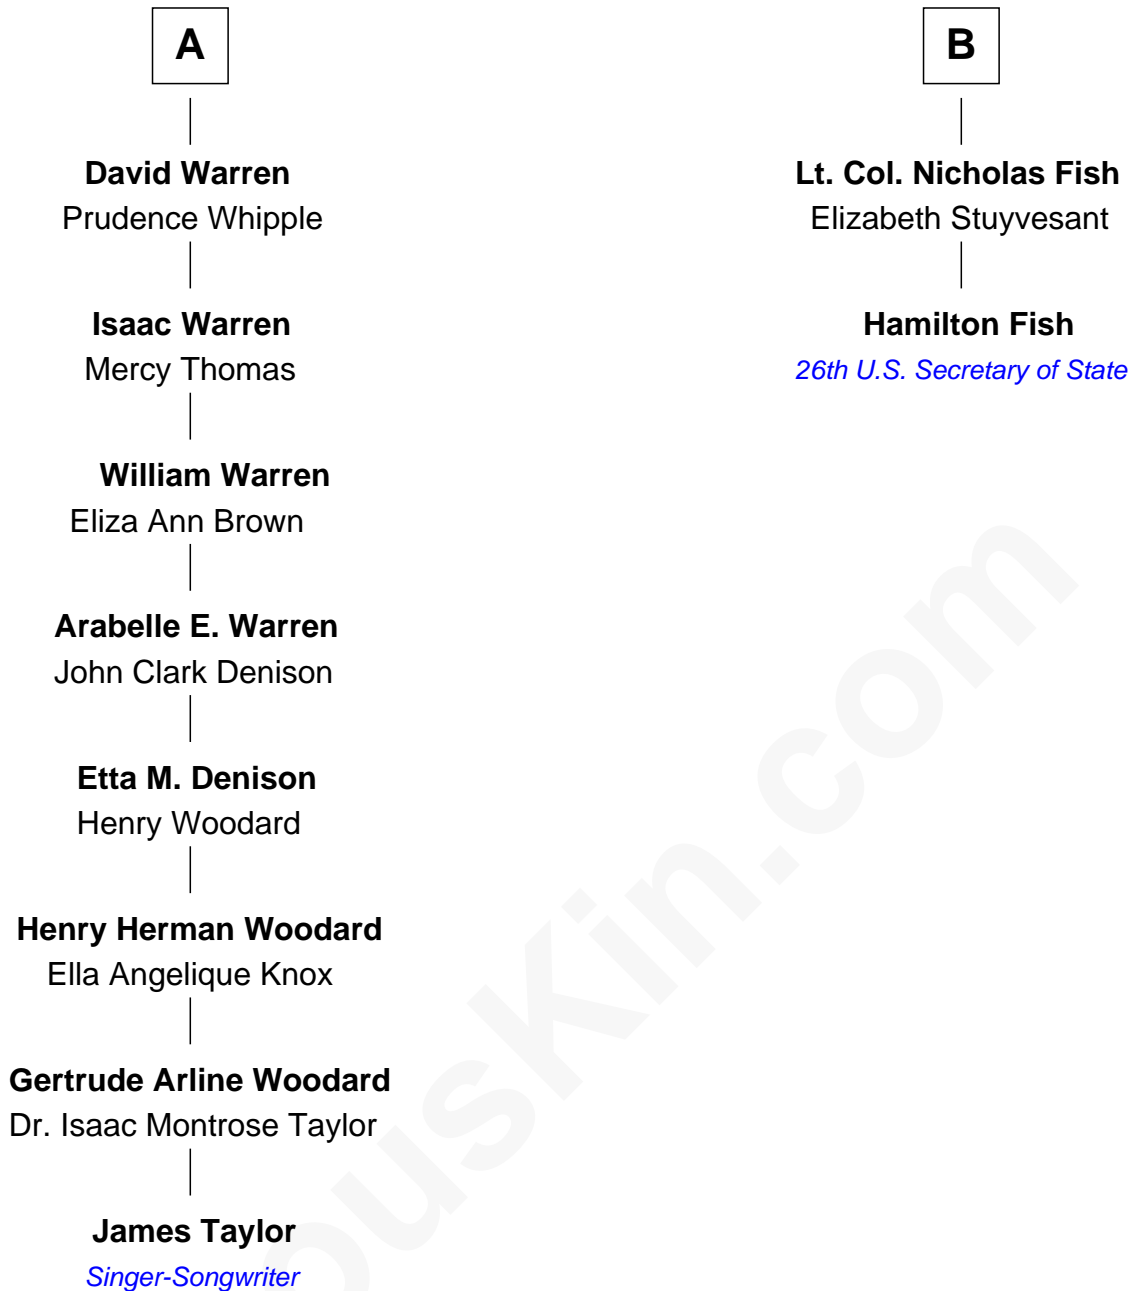 A
David Warren
Prudence Whipple
Isaac Warren
Mercy Thomas
William Warren
Eliza Ann Brown
Arabelle E. Warren
John Clark Denison
Etta M. Denison
Henry Woodard
Henry Herman Woodard
Ella Angelique Knox
Gertrude Arline Woodard
Dr. Isaac Montrose Taylor
James Taylor
Singer-Songwriter
B
Lt. Col. Nicholas Fish
Elizabeth Stuyvesant
Hamilton Fish
26th U.S. Secretary of State
ousKin.com